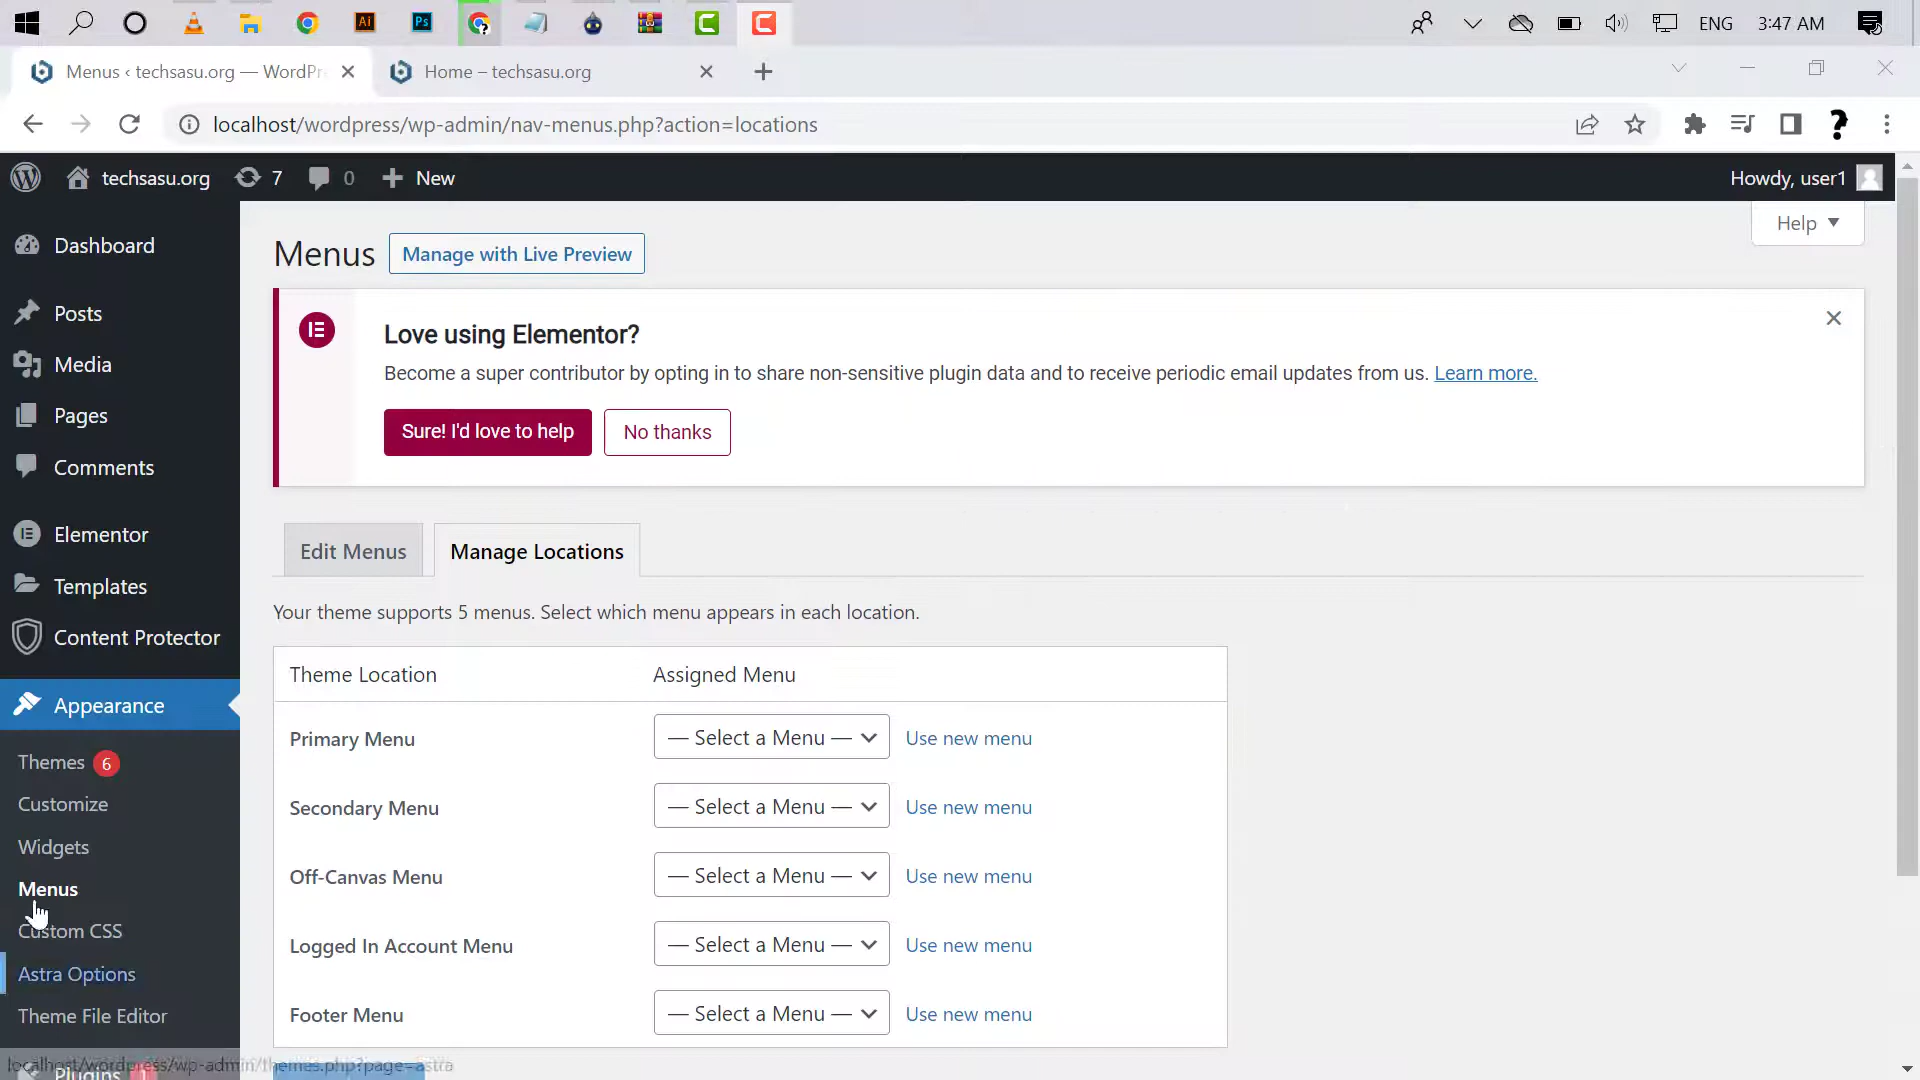 Ai
Ps
ENG
3:47 AM
Menus ‹ techsasu.org — WordPr
Home – techsasu.org
localhost/wordpress/wp-admin/nav-menus.php?action=locations
techsasu.org
7
0
New
Howdy, user1
Help
Dashboard
Posts
Media
Pages
Comments
Elementor
Templates
Content Protector
Appearance
Themes 6
Customize
Widgets
Menus
Custom CSS
Astra Options
Theme File Editor
Plugins 1
localhost/wordpress/wp-admin/themes.php?page=astra
Menus
Manage with Live Preview
Love using Elementor?
Become a super contributor by opting in to share non-sensitive plugin data and to receive periodic email updates from us. Learn more.
Sure! I'd love to help
No thanks
Edit Menus
Manage Locations
Your theme supports 5 menus. Select which menu appears in each location.
Theme Location Assigned Menu
Primary Menu — Select a Menu — Use new menu
Secondary Menu — Select a Menu — Use new menu
Off-Canvas Menu — Select a Menu — Use new menu
Logged In Account Menu — Select a Menu — Use new menu
Footer Menu — Select a Menu — Use new menu